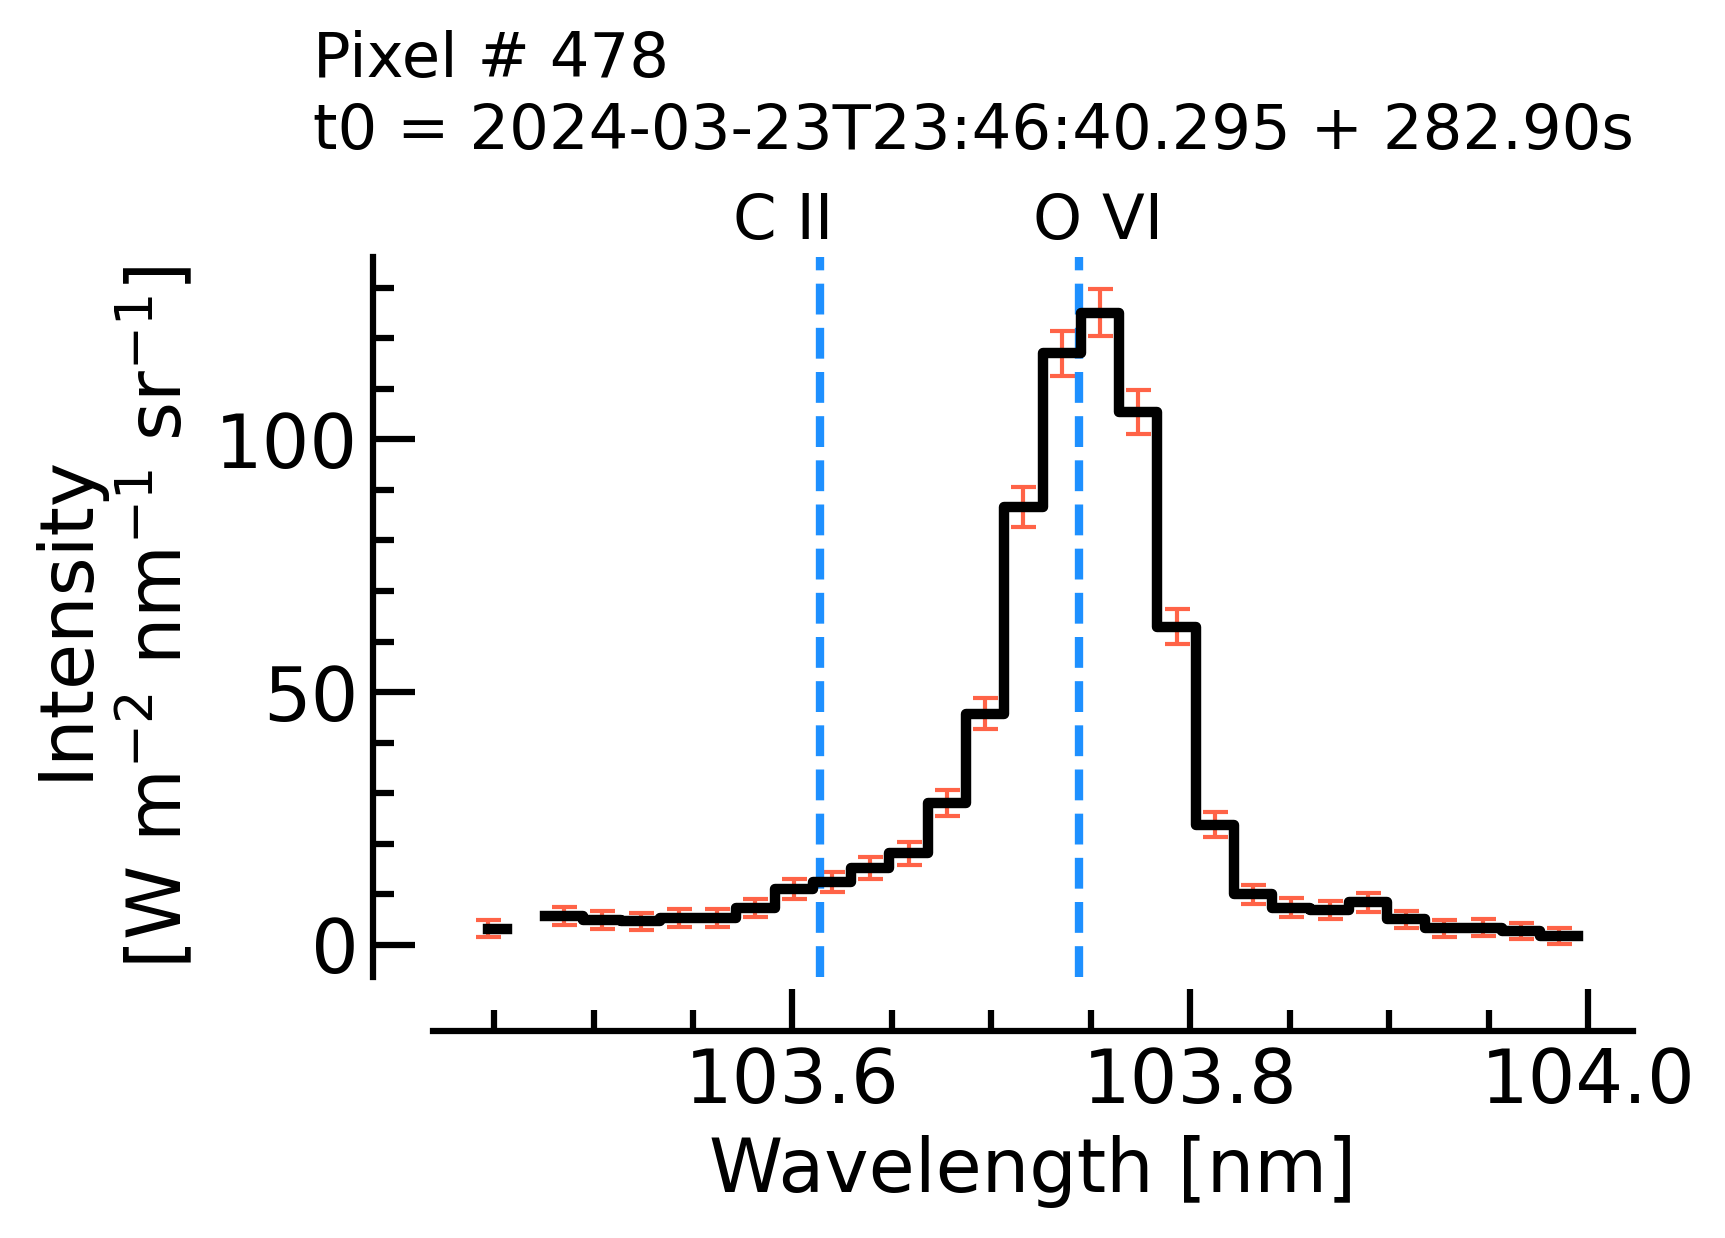 Pixel # 478
t0 = 2024-03-23T23:46:40.295 + 282.90s
C II
O VI
Intensity
[W m⁻² nm⁻¹ sr⁻¹]
100
50
0
103.6
103.8
104.0
Wavelength [nm]